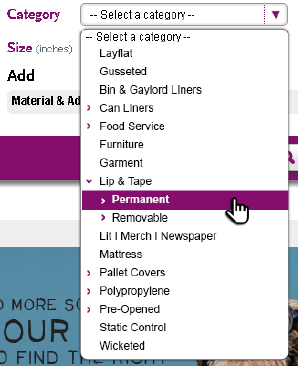 Category
-- Select a category --
Size (inches)
Add
Material & Ad
-- Select a category --
Layflat
Gusseted
Bin & Gaylord Liners
Can Liners
Food Service
Furniture
Garment
Lip & Tape
Permanent
Removable
Lit | Merch | Newspaper
Mattress
Pallet Covers
Polypropylene
Pre-Opened
Static Control
Wicketed
MORE SO
OUR
O FIND THE RIGHT